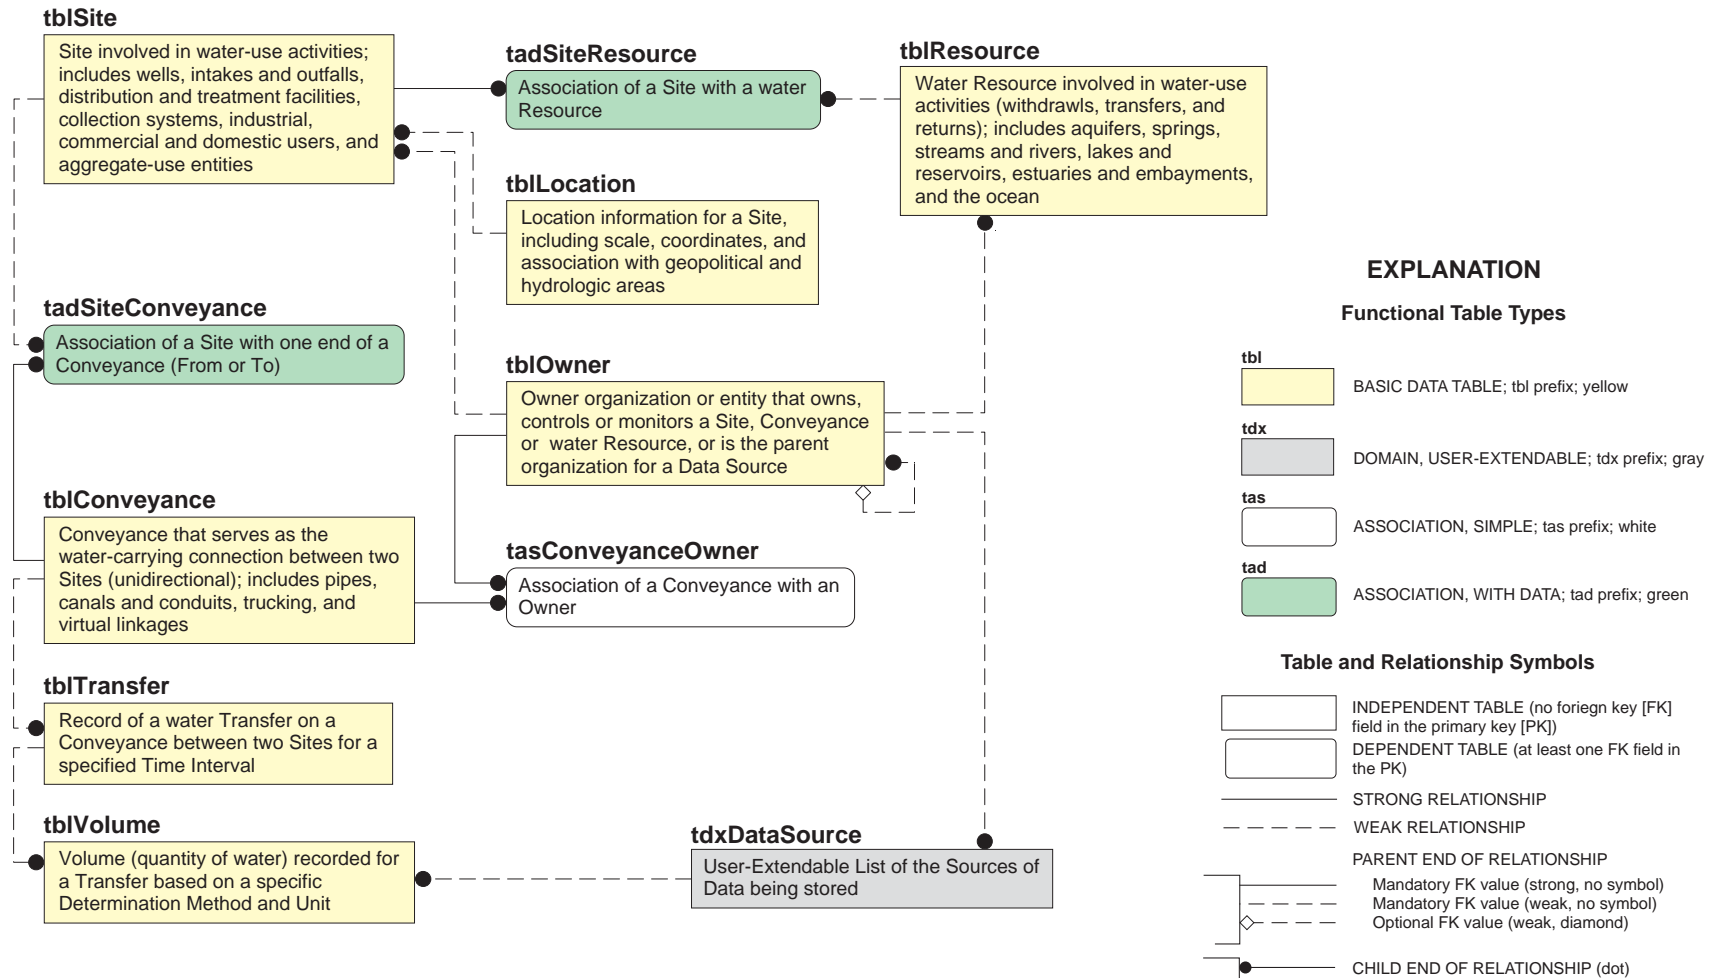 tblSite
Site involved in water-use activities;
includes wells, intakes and outfalls,
distribution and treatment facilities,
collection systems, industrial,
commercial and domestic users, and
aggregate-use entities
tadSiteResource
Association of a Site with a water
Resource
tblResource
Water Resource involved in water-use
activities (withdrawls, transfers, and
returns); includes aquifers, springs,
streams and rivers, lakes and
reservoirs, estuaries and embayments,
and the ocean
tblLocation
Location information for a Site,
including scale, coordinates, and
association with geopolitical and
hydrologic areas
tadSiteConveyance
Association of a Site with one end of a
Conveyance (From or To)
tblOwner
Owner organization or entity that owns,
controls or monitors a Site, Conveyance
or water Resource, or is the parent
organization for a Data Source
tblConveyance
Conveyance that serves as the
water-carrying connection between two
Sites (unidirectional); includes pipes,
canals and conduits, trucking, and
virtual linkages
tasConveyanceOwner
Association of a Conveyance with an
Owner
tblTransfer
Record of a water Transfer on a
Conveyance between two Sites for a
specified Time Interval
tblVolume
Volume (quantity of water) recorded for
a Transfer based on a specific
Determination Method and Unit
tdxDataSource
User-Extendable List of the Sources of
Data being stored
EXPLANATION
Functional Table Types
tbl
BASIC DATA TABLE; tbl prefix; yellow
tdx
DOMAIN, USER-EXTENDABLE; tdx prefix; gray
tas
ASSOCIATION, SIMPLE; tas prefix; white
tad
ASSOCIATION, WITH DATA; tad prefix; green
Table and Relationship Symbols
INDEPENDENT TABLE (no foriegn key [FK]
field in the primary key [PK])
DEPENDENT TABLE (at least one FK field in
the PK)
STRONG RELATIONSHIP
WEAK RELATIONSHIP
PARENT END OF RELATIONSHIP
Mandatory FK value (strong, no symbol)
Mandatory FK value (weak, no symbol)
Optional FK value (weak, diamond)
CHILD END OF RELATIONSHIP (dot)